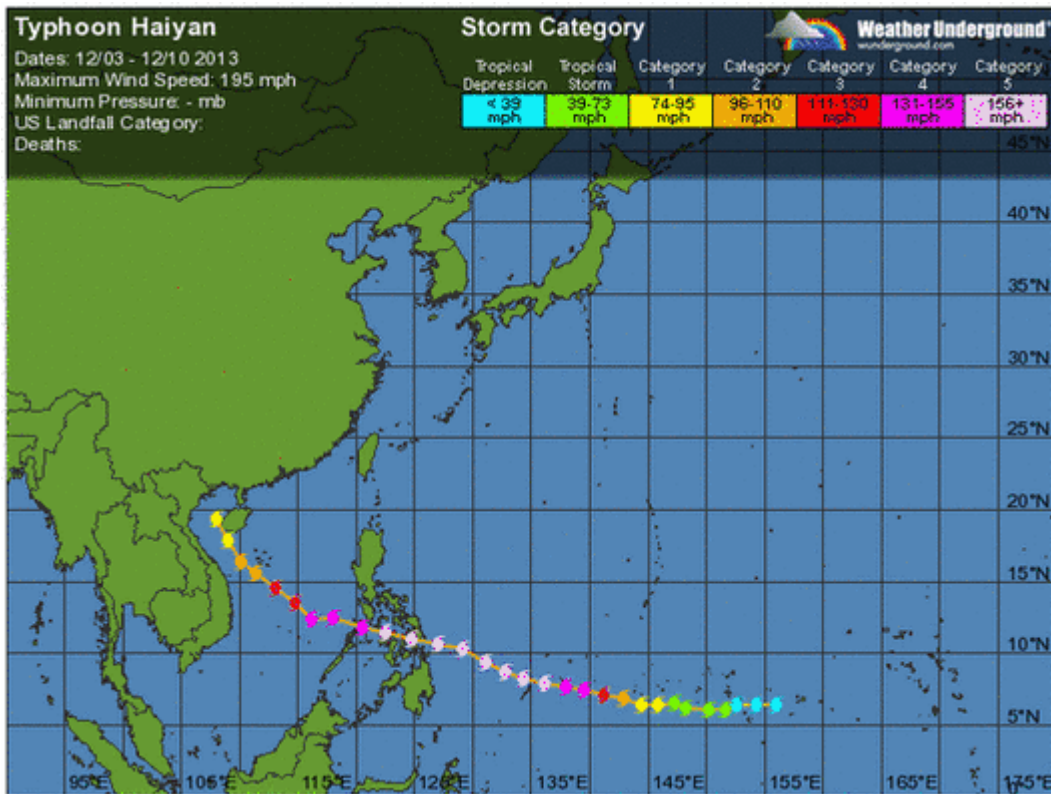 Typhoon Haiyan
Dates: 12/03 - 12/10 2013
Maximum Wind Speed: 195 mph
Minimum Pressure: - mb
US Landfall Category:
Deaths:
Storm Category
Weather Underground
wunderground.com
Tropical Depression
Tropical Storm
Category 1
Category 2
Category 3
Category 4
Category 5
< 39 mph
39-73 mph
74-95 mph
96-110 mph
111-130 mph
131-155 mph
156+ mph
45°N
40°N
35°N
30°N
25°N
20°N
15°N
10°N
5°N
95°E 105°E 115°E 125°E 135°E 145°E 155°E 165°E 175°E